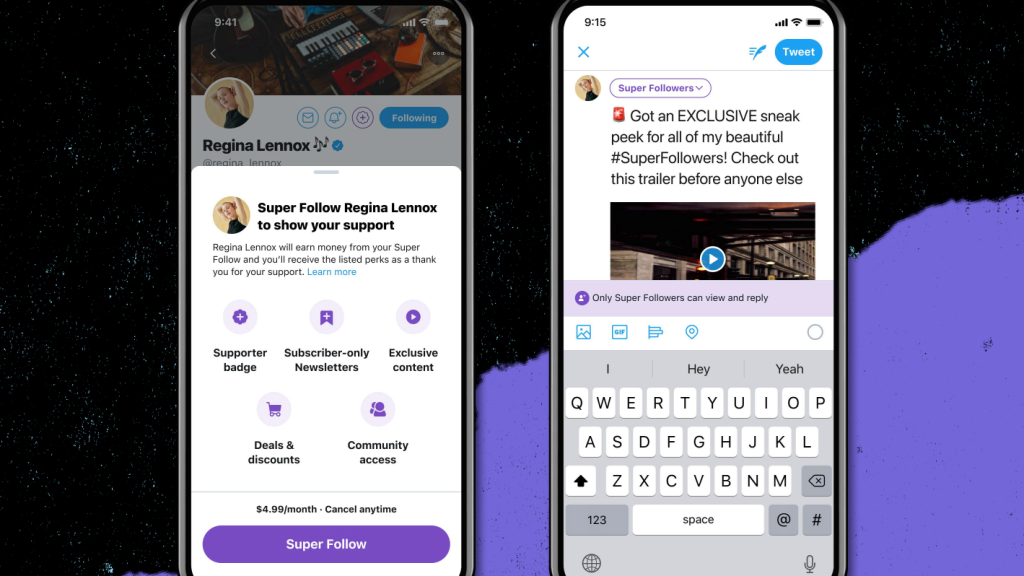 9:41
Following
Regina Lennox 🎶
@regina_lennox
Super Follow Regina Lennox
to show your support
Regina Lennox will earn money from your Super
Follow and you’ll receive the listed perks as a thank
you for your support. Learn more
Supporter
badge
Subscriber-only
Newsletters
Exclusive
content
Deals &
discounts
Community
access
$4.99/month · Cancel anytime
Super Follow
9:15
Tweet
Super Followers
🚨 Got an EXCLUSIVE sneak
peek for all of my beautiful
#SuperFollowers! Check out
this trailer before anyone else
Only Super Followers can view and reply
GIF
I Hey Yeah
Q W E R T Y U I O P
A S D F G H J K L
Z X C V B N M
123 space @ #